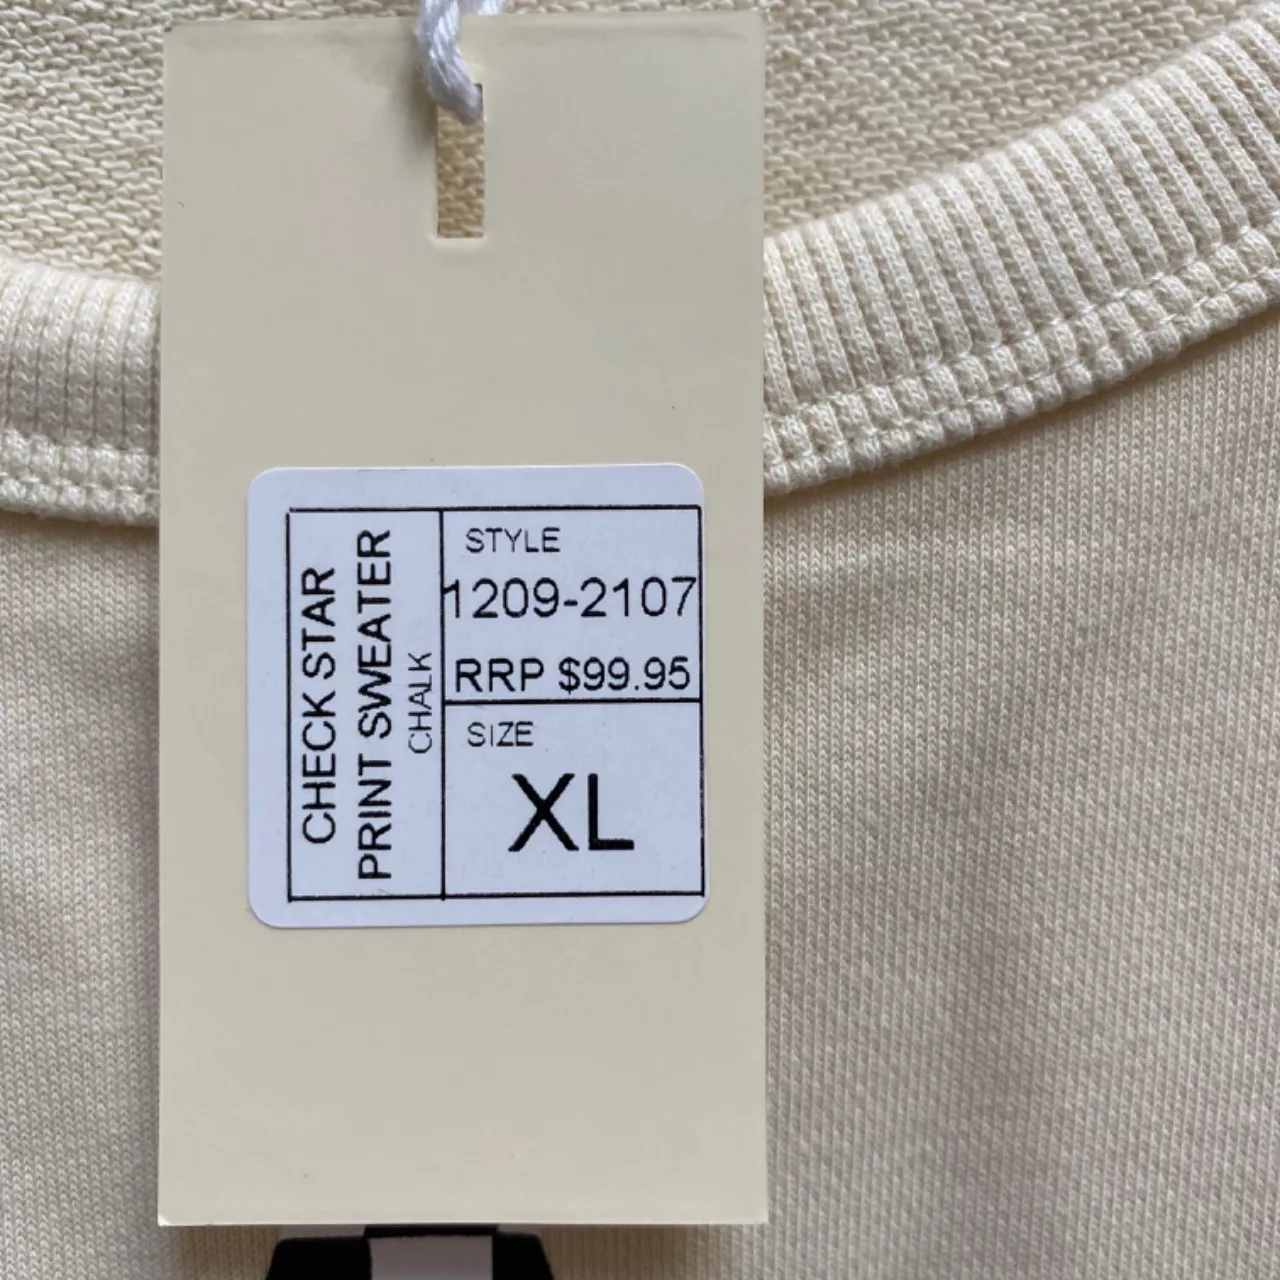 CHECK STAR
PRINT SWEATER
CHALK
STYLE
1209-2107
RRP $99.95
SIZE
XL